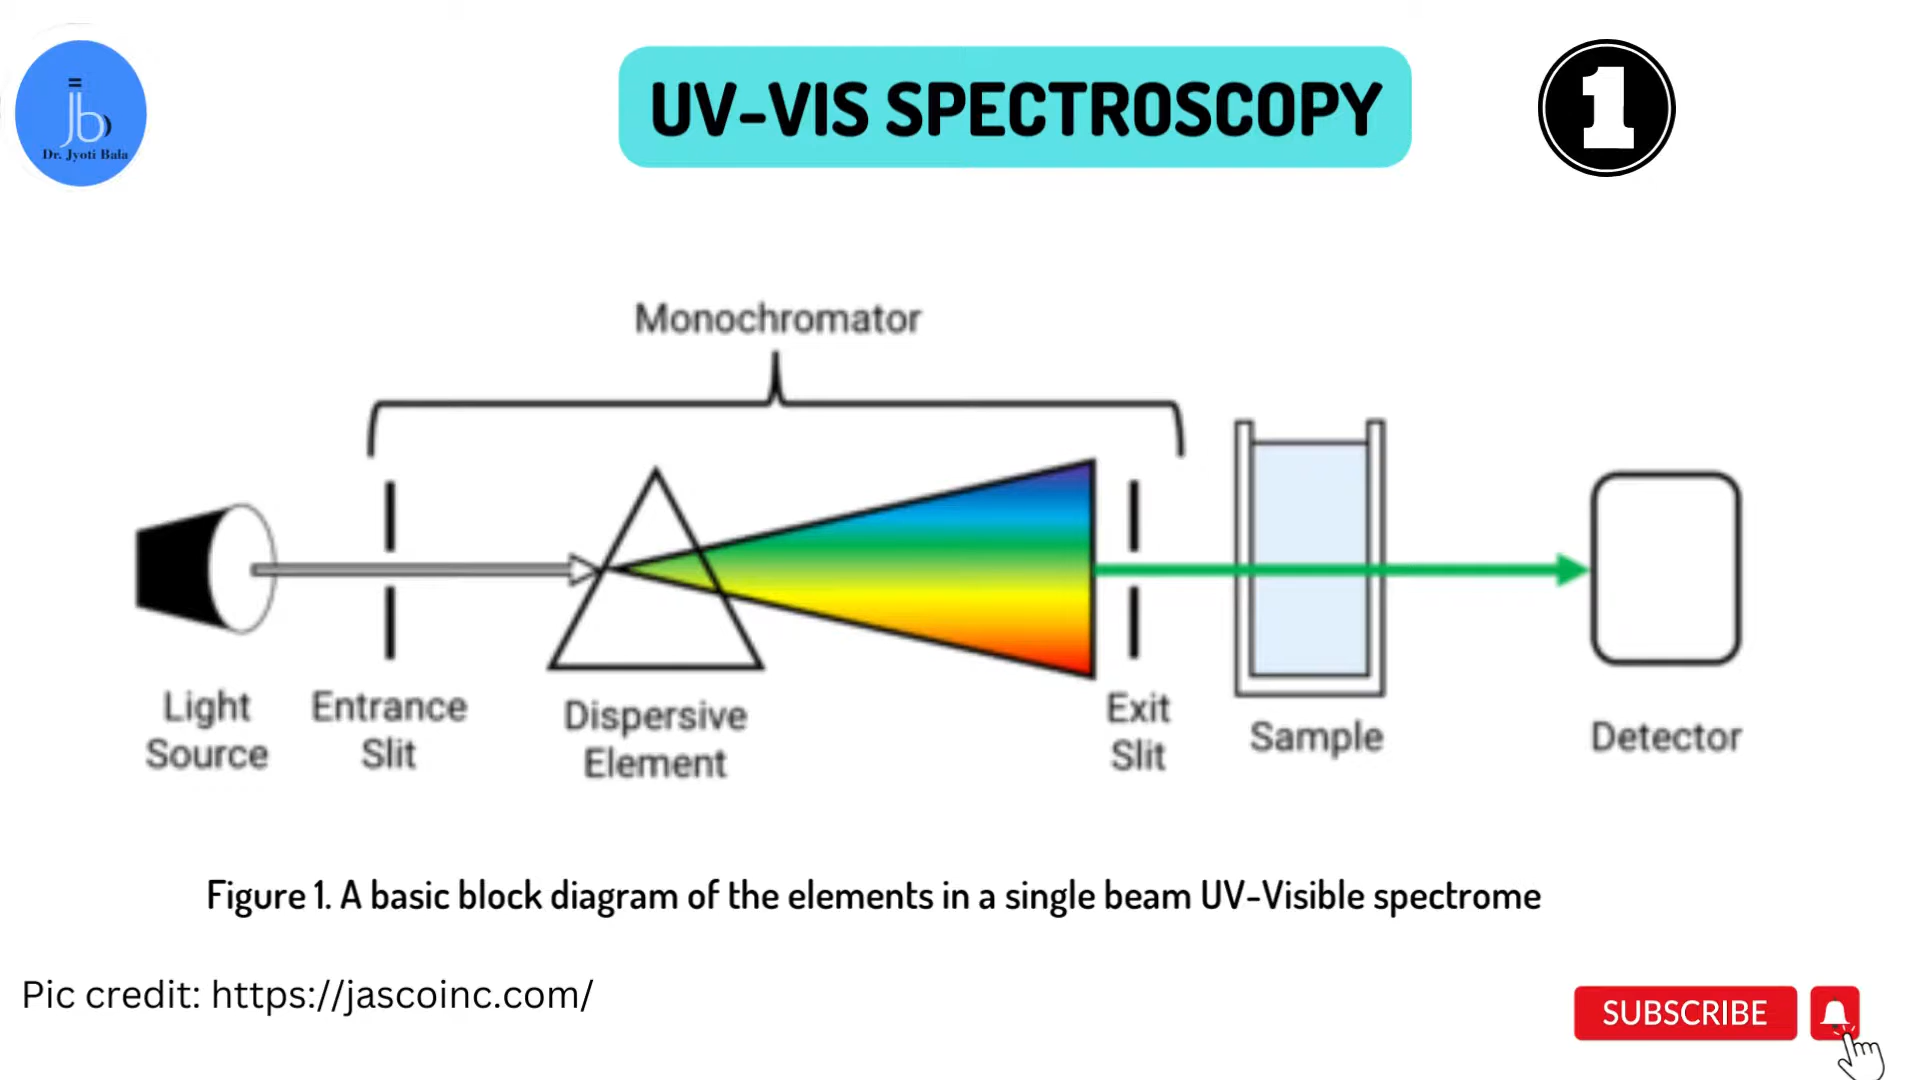 jb
Dr. Jyoti Bala
UV-VIS SPECTROSCOPY
1
Monochromator
Light
Source
Entrance
Slit
Dispersive
Element
Exit
Slit
Sample
Detector
Figure 1. A basic block diagram of the elements in a single beam UV-Visible spectrome
Pic credit: https://jascoinc.com/
SUBSCRIBE